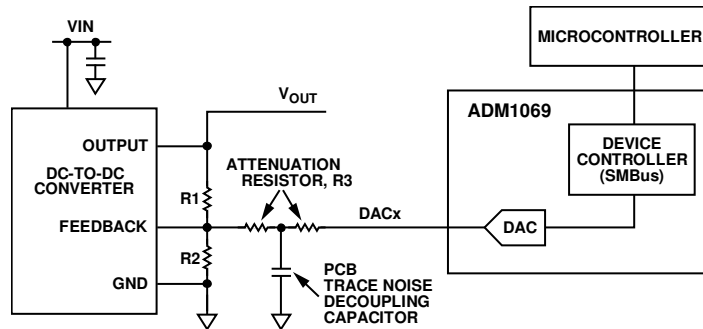 VIN
MICROCONTROLLER
VOUT
ADM1069
OUTPUT
DC-TO-DC
CONVERTER
ATTENUATION
RESISTOR, R3
DEVICE
CONTROLLER
(SMBus)
R1
FEEDBACK
DACx
DAC
R2
GND
PCB
TRACE NOISE
DECOUPLING
CAPACITOR